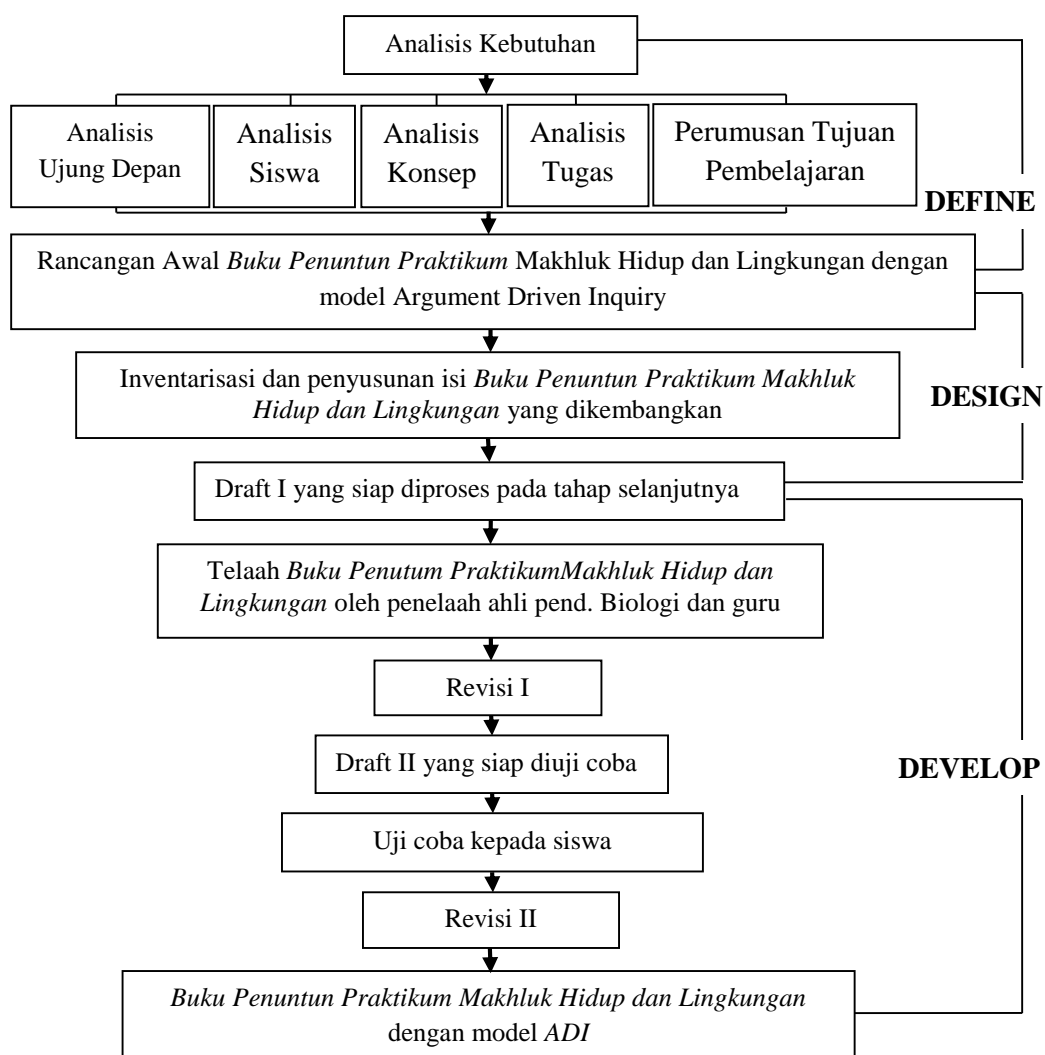 Analisis Kebutuhan
Analisis
Ujung Depan
Analisis
Siswa
Analisis
Konsep
Analisis
Tugas
Perumusan Tujuan
Pembelajaran
DEFINE
Rancangan Awal Buku Penuntun Praktikum Makhluk Hidup dan Lingkungan dengan
model Argument Driven Inquiry
Inventarisasi dan penyusunan isi Buku Penuntun Praktikum Makhluk
Hidup dan Lingkungan yang dikembangkan
DESIGN
Draft I yang siap diproses pada tahap selanjutnya
Telaah Buku Penutum PraktikumMakhluk Hidup dan
Lingkungan oleh penelaah ahli pend. Biologi dan guru
Revisi I
Draft II yang siap diuji coba
DEVELOP
Uji coba kepada siswa
Revisi II
Buku Penuntun Praktikum Makhluk Hidup dan Lingkungan
dengan model ADI